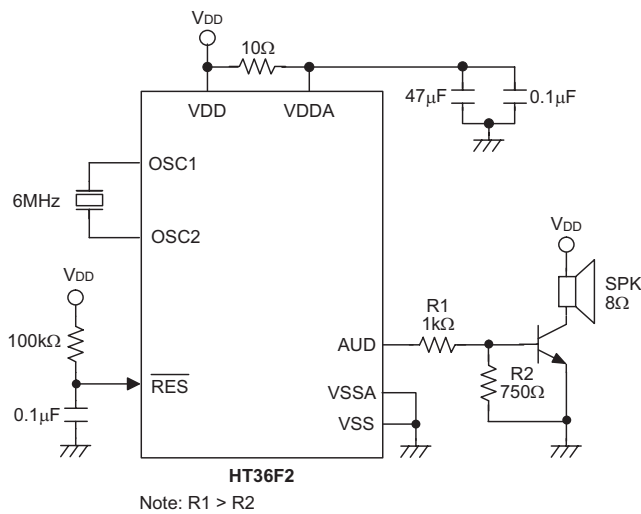 VDD
10Ω
VDD
VDDA
47μF
0.1μF
OSC1
6MHz
OSC2
VDD
VDD
SPK
8Ω
100kΩ
R1
1kΩ
AUD
RES
R2
750Ω
VSSA
0.1μF
VSS
HT36F2
Note: R1 > R2